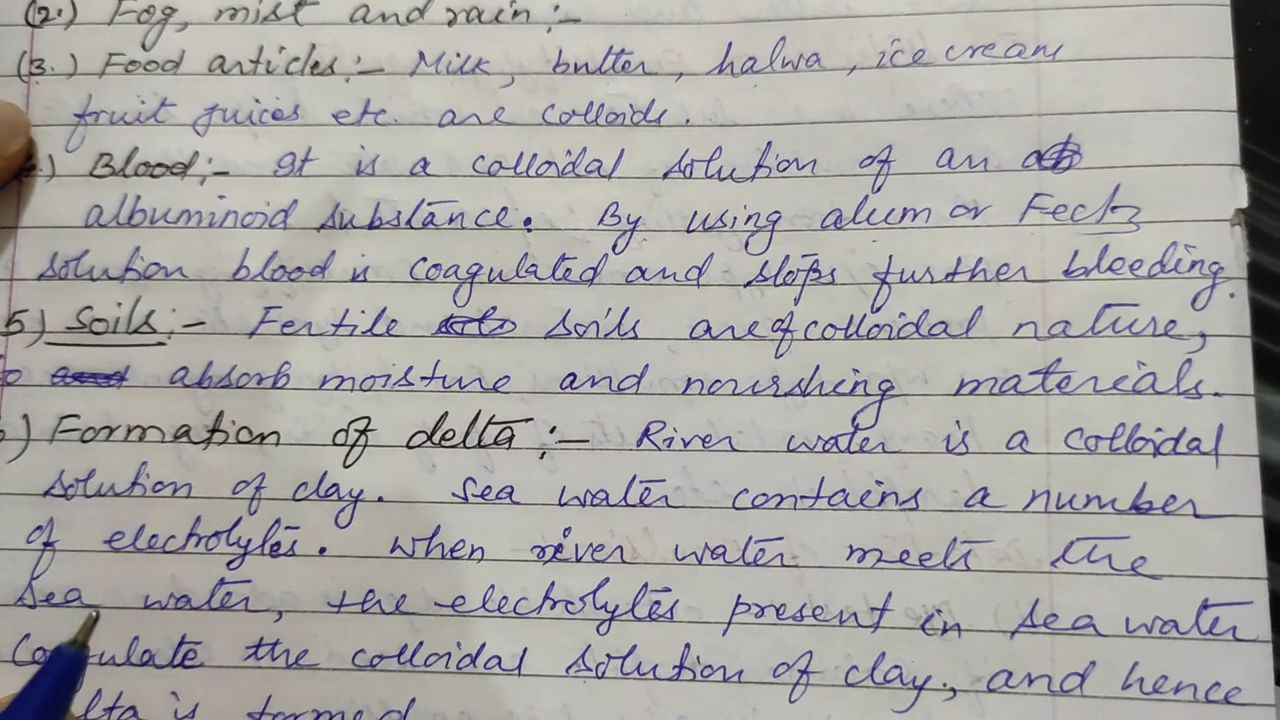 (2.) Fog, mist and rain :-
(3.) Food articles :- Milk, butter, halwa, ice cream
fruit juices etc. are colloids.
.) Blood :- It is a colloidal solution of an
albuminoid substance. By using alum or Fecl3
solution blood is coagulated and stops further bleeding.
5) Soils :- Fertile soils are of colloidal nature,
absorb moisture and nourshing materials.
) Formation of delta :- River water is a colloidal
solution of clay. Sea water contains a number
of electrolytes. When river water meets the
Sea water, the electrolytes present in sea water
the colloidal solution of clay, and hence
is formed